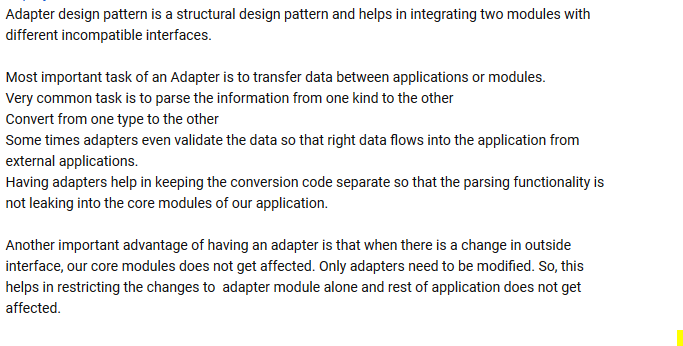 Adapter design pattern is a structural design pattern and helps in integrating two modules with
different incompatible interfaces.
Most important task of an Adapter is to transfer data between applications or modules.
Very common task is to parse the information from one kind to the other
Convert from one type to the other
Some times adapters even validate the data so that right data flows into the application from
external applications.
Having adapters help in keeping the conversion code separate so that the parsing functionality is
not leaking into the core modules of our application.
Another important advantage of having an adapter is that when there is a change in outside
interface, our core modules does not get affected. Only adapters need to be modified. So, this
helps in restricting the changes to  adapter module alone and rest of application does not get
affected.